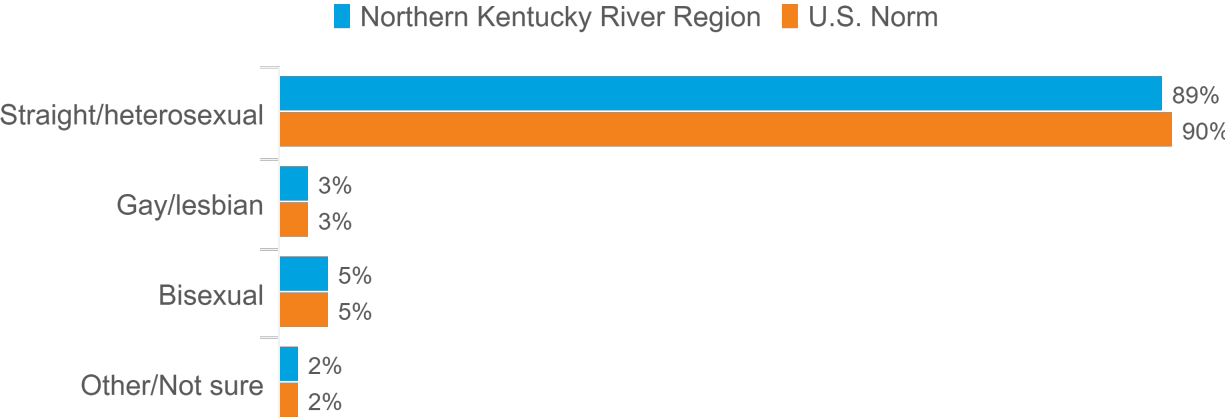 Northern Kentucky River Region U.S. Norm
Straight/heterosexual
89%
90%
Gay/lesbian
3%
3%
Bisexual
5%
5%
Other/Not sure
2%
2%